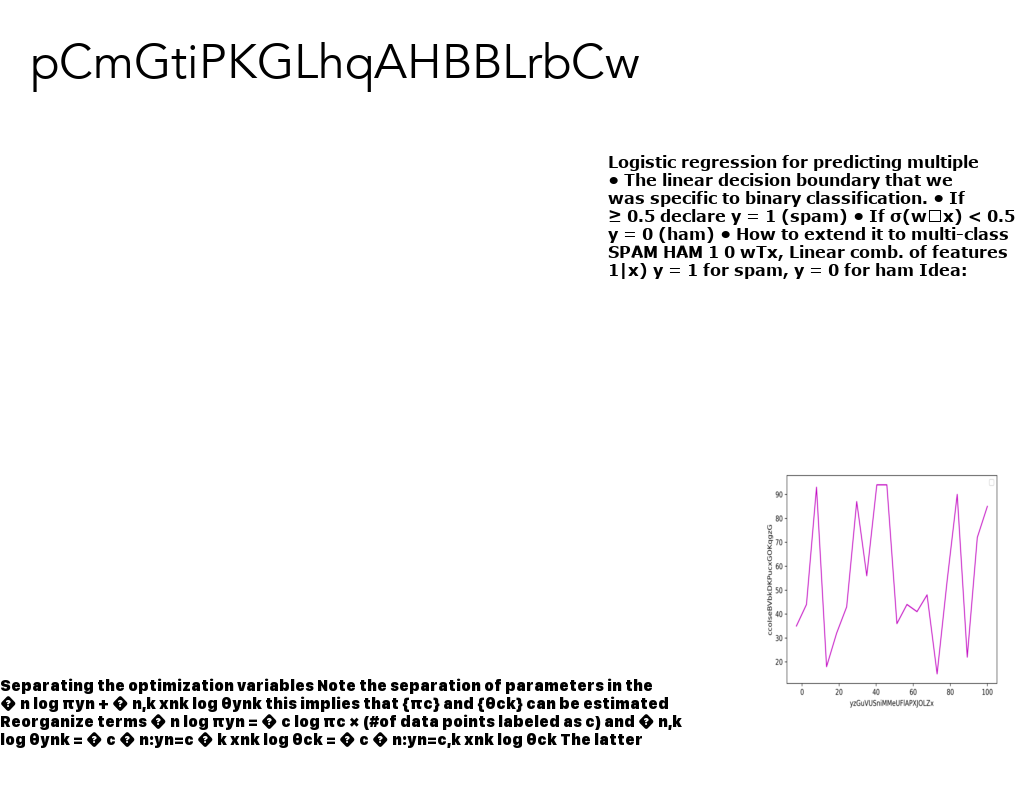 pCmGtiPKGLhqAHBBLrbCw
Logistic regression for predicting multiple
● The linear decision boundary that we
was specific to binary classification. ● If
≥ 0.5 declare y = 1 (spam) ● If σ(w□x) < 0.5
y = 0 (ham) ● How to extend it to multi-class
SPAM HAM 1 0 wTx, Linear comb. of features
1|x) y = 1 for spam, y = 0 for ham Idea:
90
80
70
60
50
40
30
20
ccoiseBVbkDKPucxGOKqgzG
0 20 40 60 80 100
yzGuVUSniMMeUFlAPXJOLZx
Separating the optimization variables Note the separation of parameters in the
� n log πyn + � n,k xnk log θynk this implies that {πc} and {θck} can be estimated
Reorganize terms � n log πyn = � c log πc × (#of data points labeled as c) and � n,k
log θynk = � c � n:yn=c � k xnk log θck = � c � n:yn=c,k xnk log θck The latter